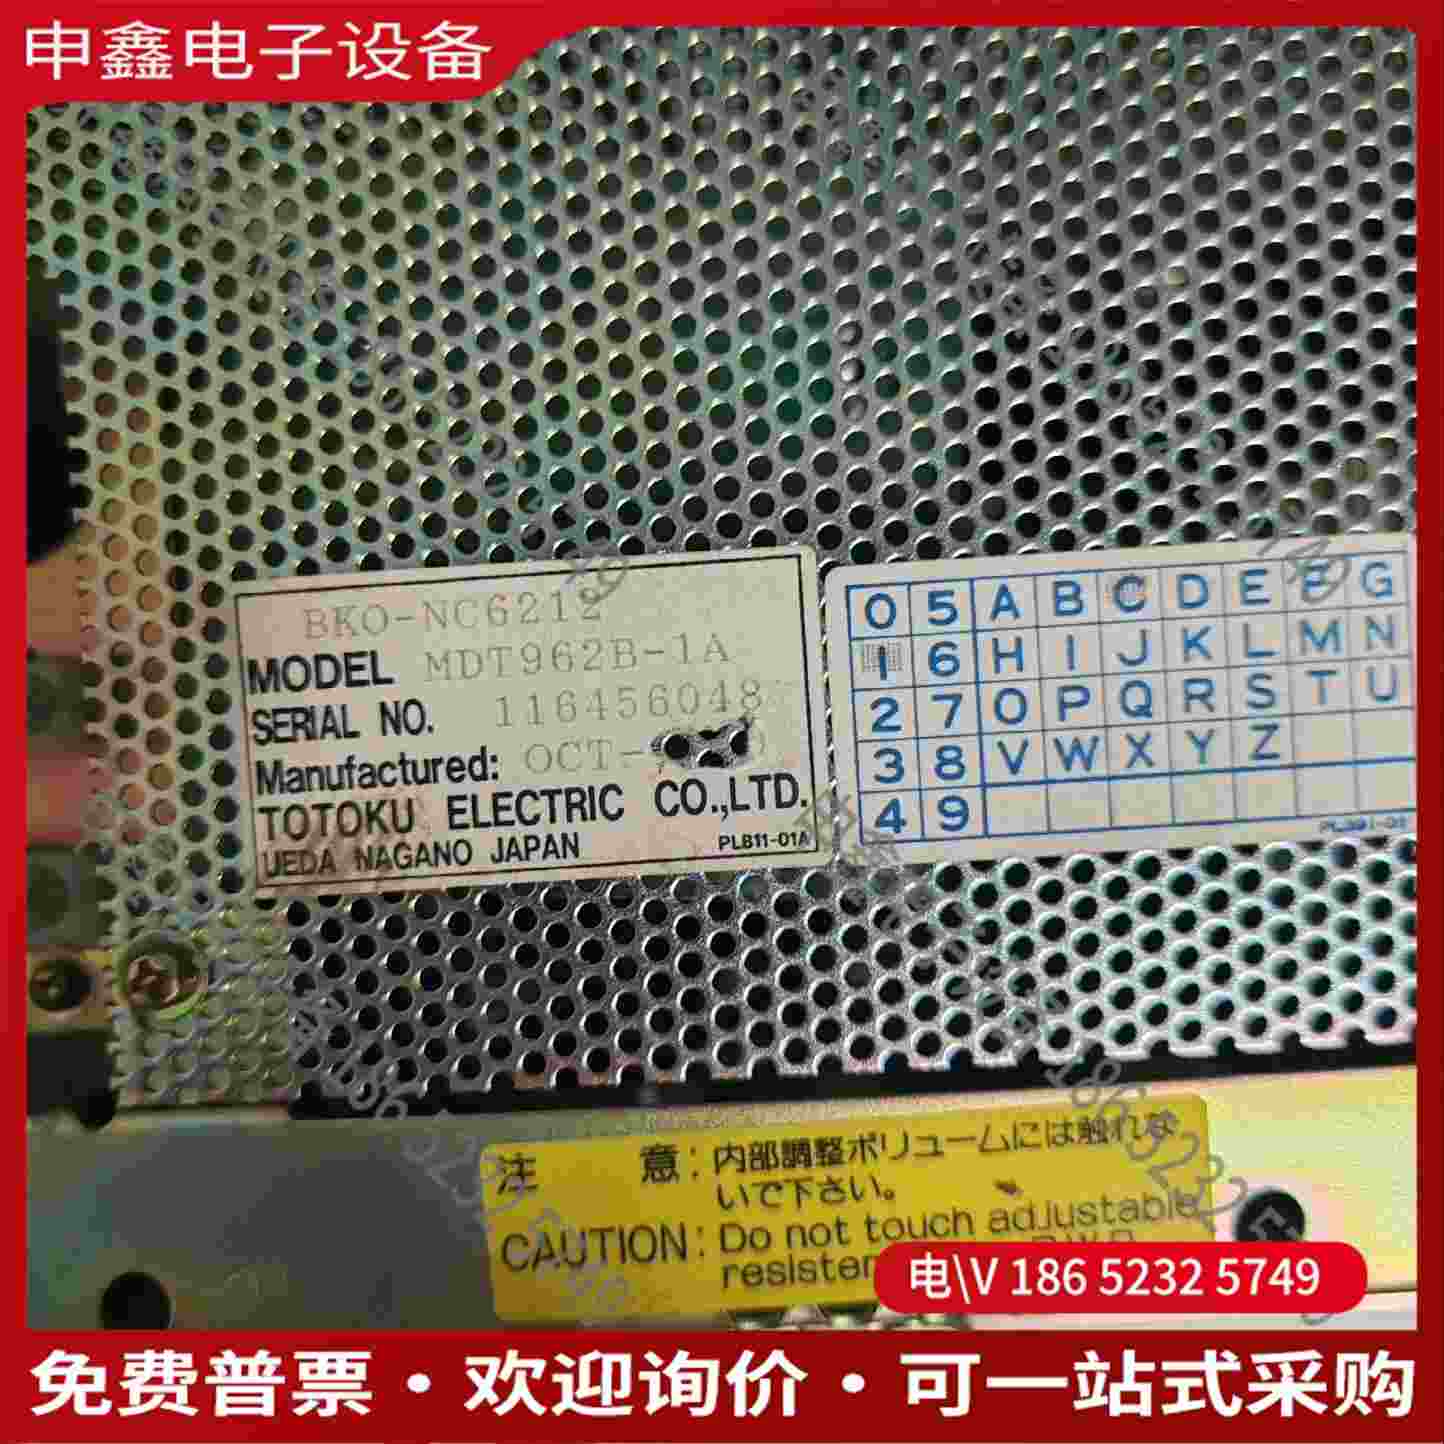 申鑫电子设备
BKO-NC6212
MODEL MDT962B-1A
SERIAL NO. 116456048
Manufactured: OCT-
TOTOKU ELECTRIC CO.,LTD.
UEDA NAGANO JAPAN PL811-01A
0 5 A B C D E F G
1 6 H I J K L M N
2 7 O P Q R S T U
3 8 V W X Y Z
4 9
注 意: 内部調整ボリュームには触れな
いで下さい。
CAUTION: Do not touch adjustable
resister
电\V 186 5232 5749
免费普票·欢迎询价·可一站式采购